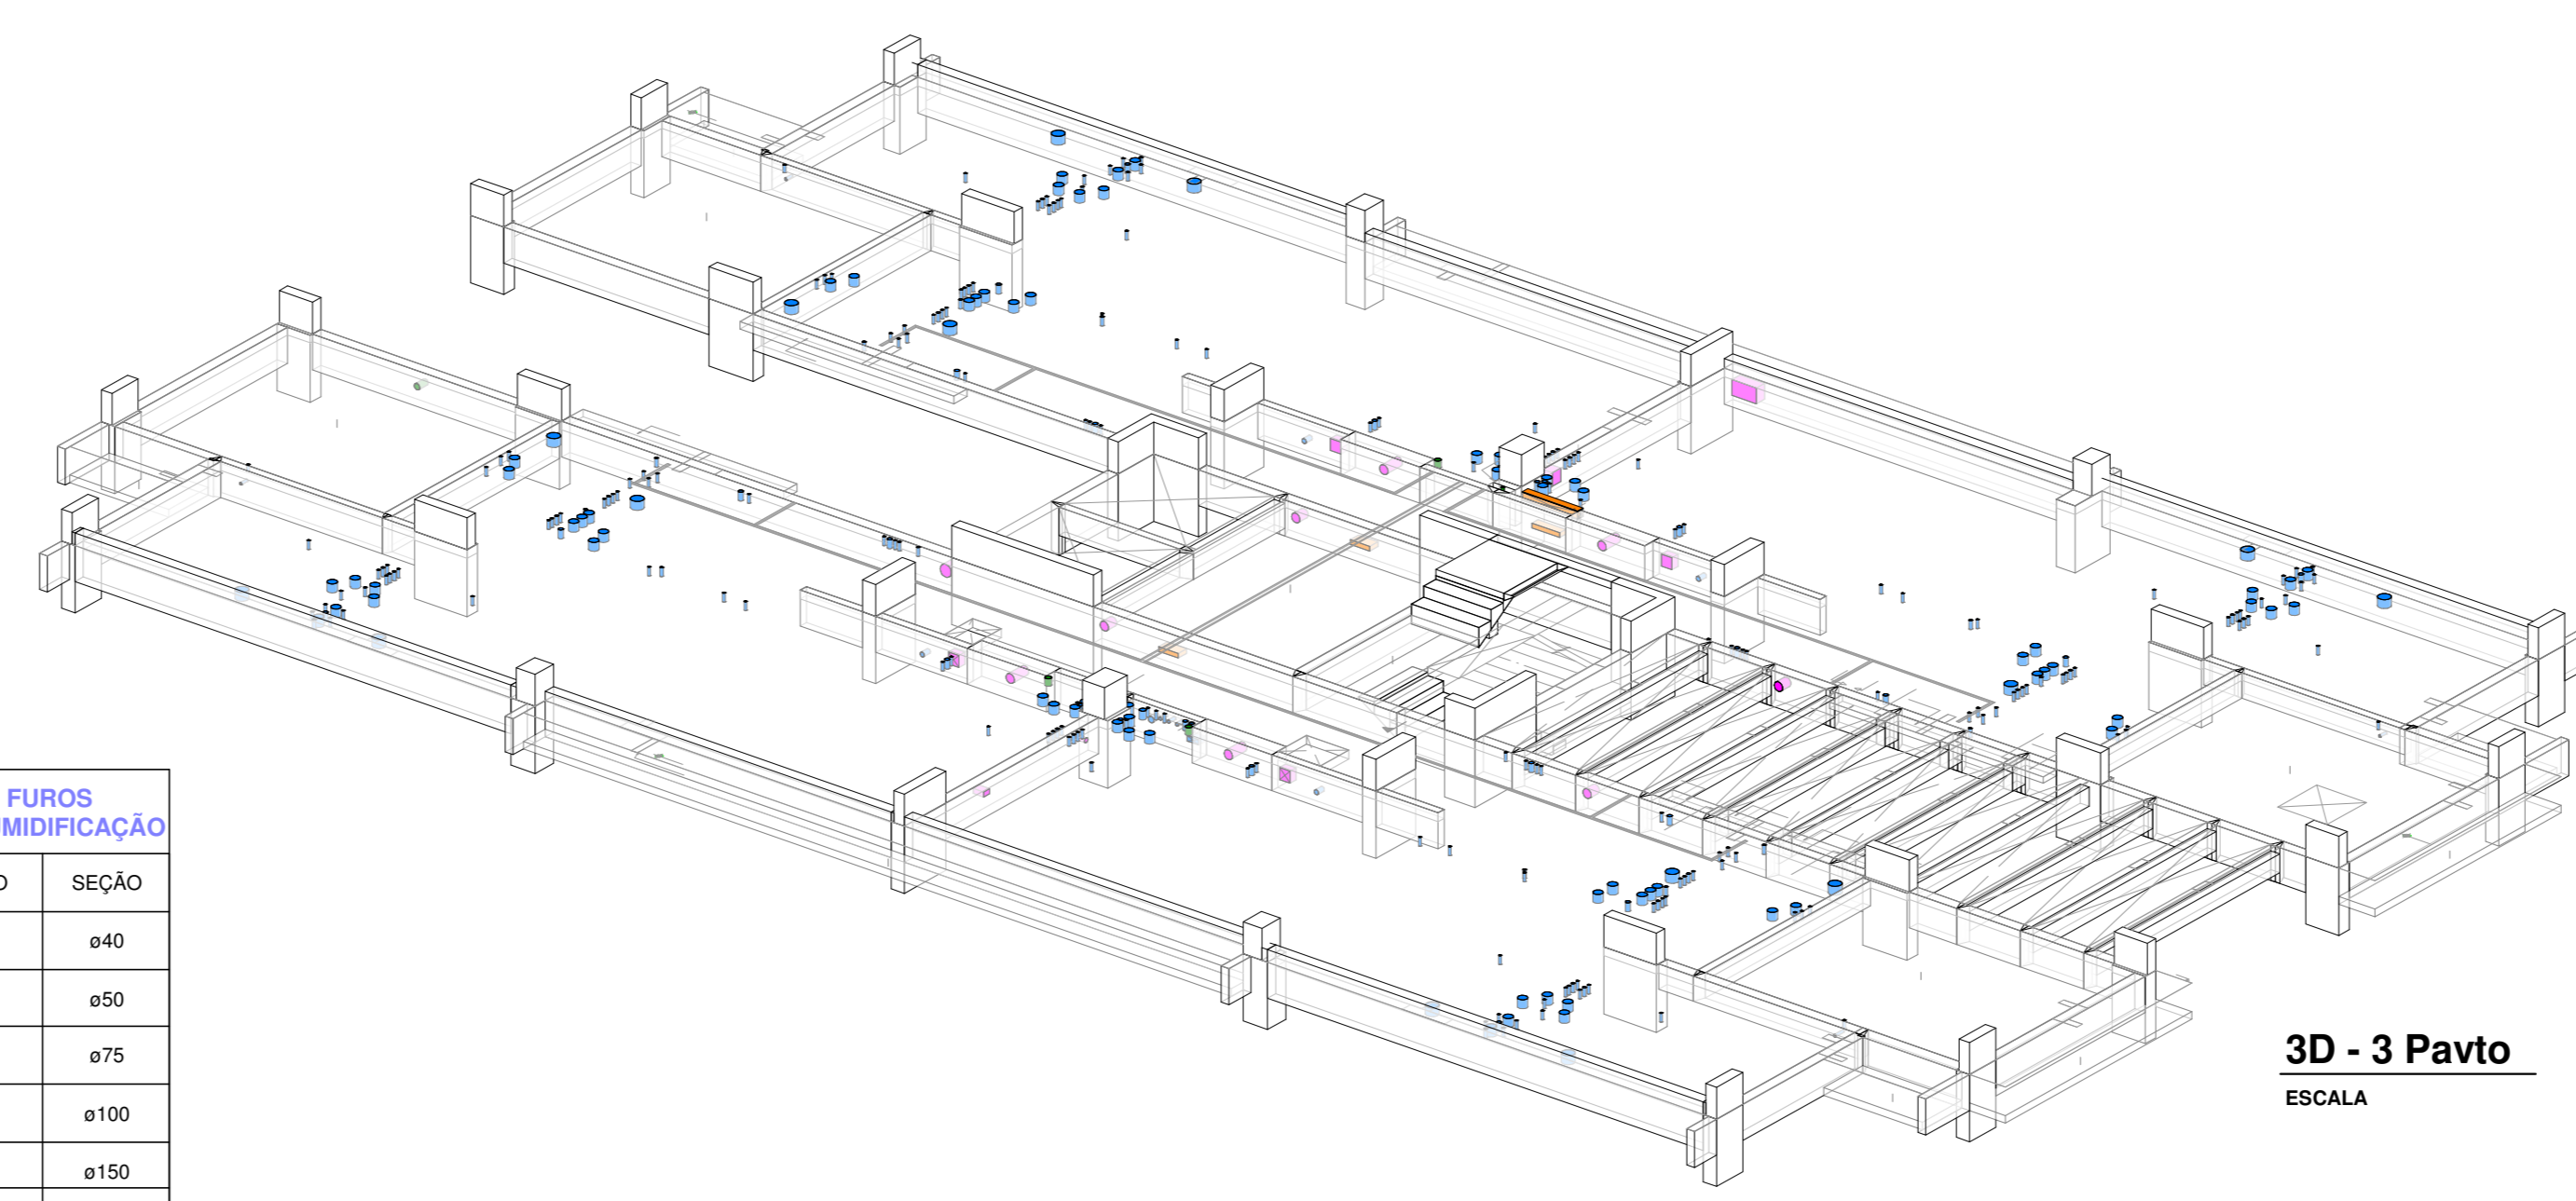 FUROS
MIDIFICAÇÃO
SEÇÃO
ø40
ø50
ø75
ø100
ø150
3D - 3 Pavto
ESCALA